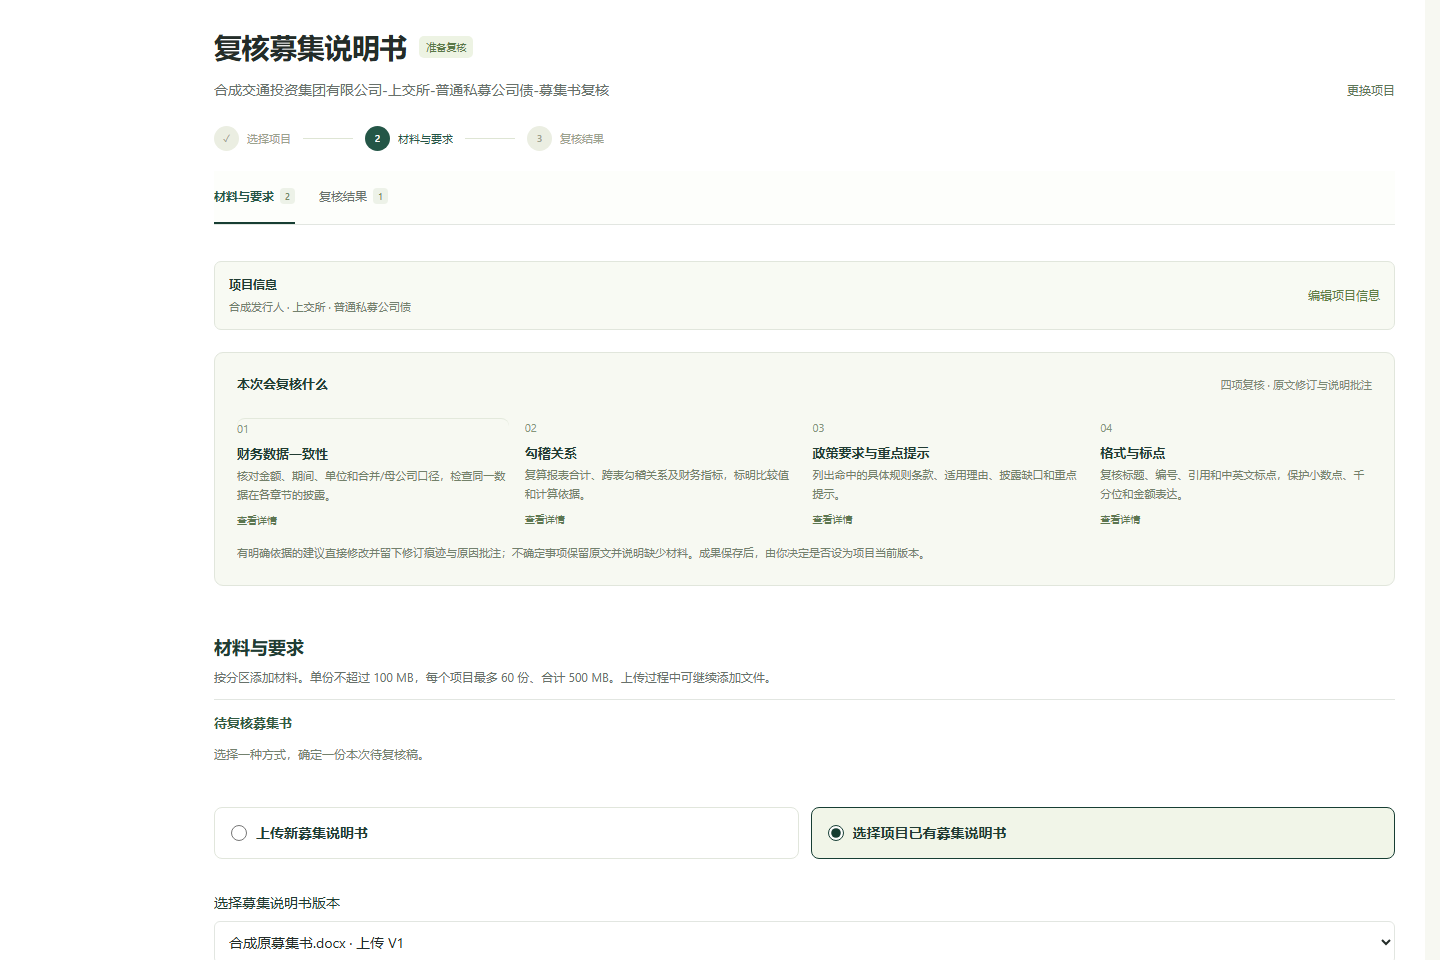 复核募集说明书 准备复核
合成交通投资集团有限公司-上交所-普通私募公司债-募集书复核 更换项目
✓ 选择项目 2 材料与要求 3 复核结果
材料与要求 2 复核结果 1
项目信息
合成发行人 · 上交所 · 普通私募公司债
编辑项目信息
本次会复核什么 四项复核 · 原文修订与说明批注
01
财务数据一致性
核对金额、期间、单位和合并/母公司口径，检查同一数
据在各章节的披露。
查看详情
02
勾稽关系
复算报表合计、跨表勾稽关系及财务指标，标明比较值
和计算依据。
查看详情
03
政策要求与重点提示
列出命中的具体规则条款、适用理由、披露缺口和重点
提示。
查看详情
04
格式与标点
复核标题、编号、引用和中英文标点，保护小数点、千
分位和金额表达。
查看详情
有明确依据的建议直接修改并留下修订痕迹与原因批注；不确定事项保留原文并说明缺少材料。成果保存后，由你决定是否设为项目当前版本。
材料与要求
按分区添加材料。单份不超过 100 MB，每个项目最多 60 份、合计 500 MB。上传过程中可继续添加文件。
待复核募集书
选择一种方式，确定一份本次待复核稿。
上传新募集说明书 选择项目已有募集说明书
选择募集说明书版本
合成原募集书.docx · 上传 V1